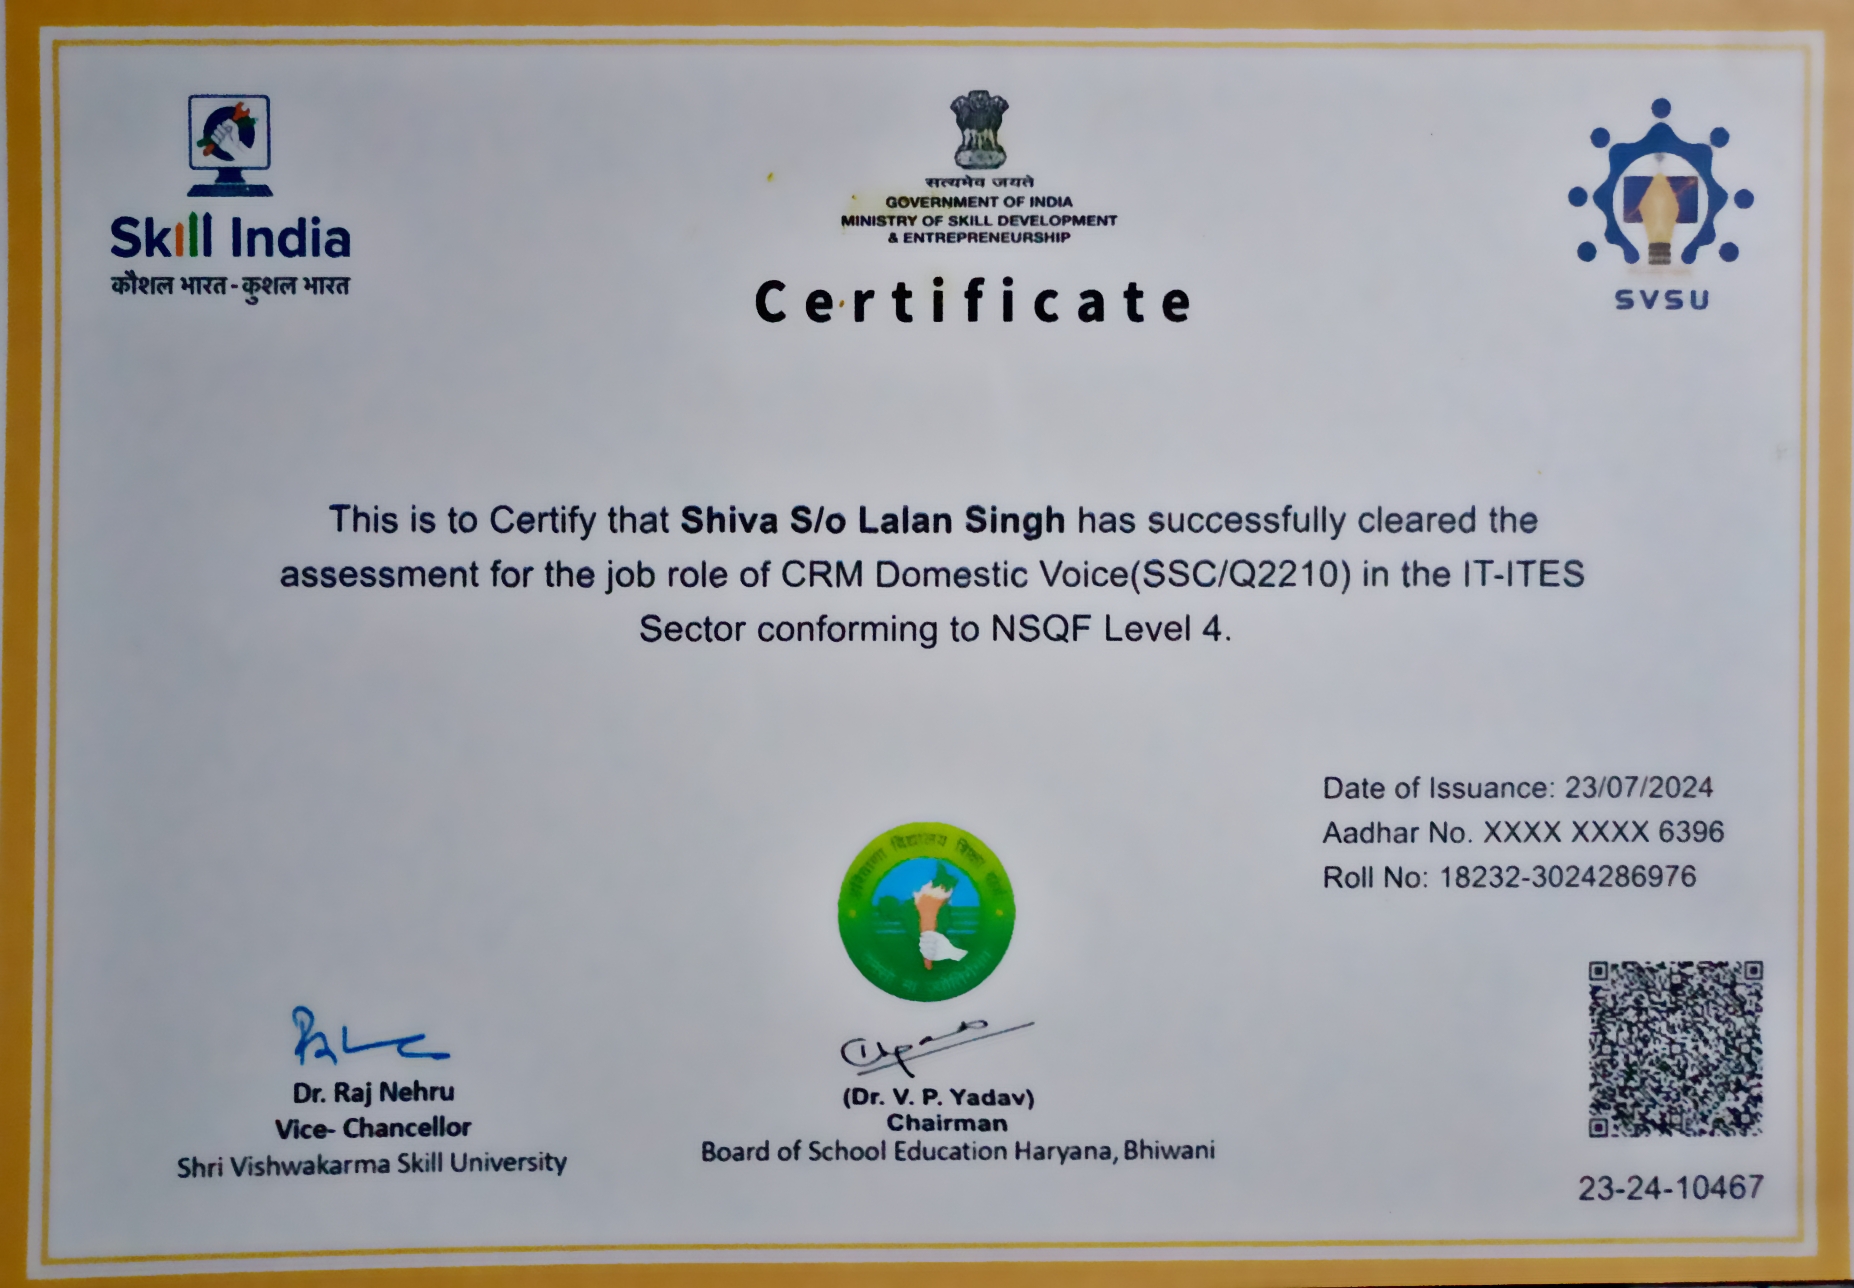 Skill India
कौशल भारत - कुशल भारत
सत्यमेव जयते
GOVERNMENT OF INDIA
MINISTRY OF SKILL DEVELOPMENT
& ENTREPRENEURSHIP
SVSU
Certificate
This is to Certify that Shiva S/o Lalan Singh has successfully cleared the
assessment for the job role of CRM Domestic Voice(SSC/Q2210) in the IT-ITES
Sector conforming to NSQF Level 4.
Date of Issuance: 23/07/2024
Aadhar No. XXXX XXXX 6396
Roll No: 18232-3024286976
विद्यालय
Dr. Raj Nehru
Vice- Chancellor
Shri Vishwakarma Skill University
(Dr. V. P. Yadav)
Chairman
Board of School Education Haryana, Bhiwani
23-24-10467